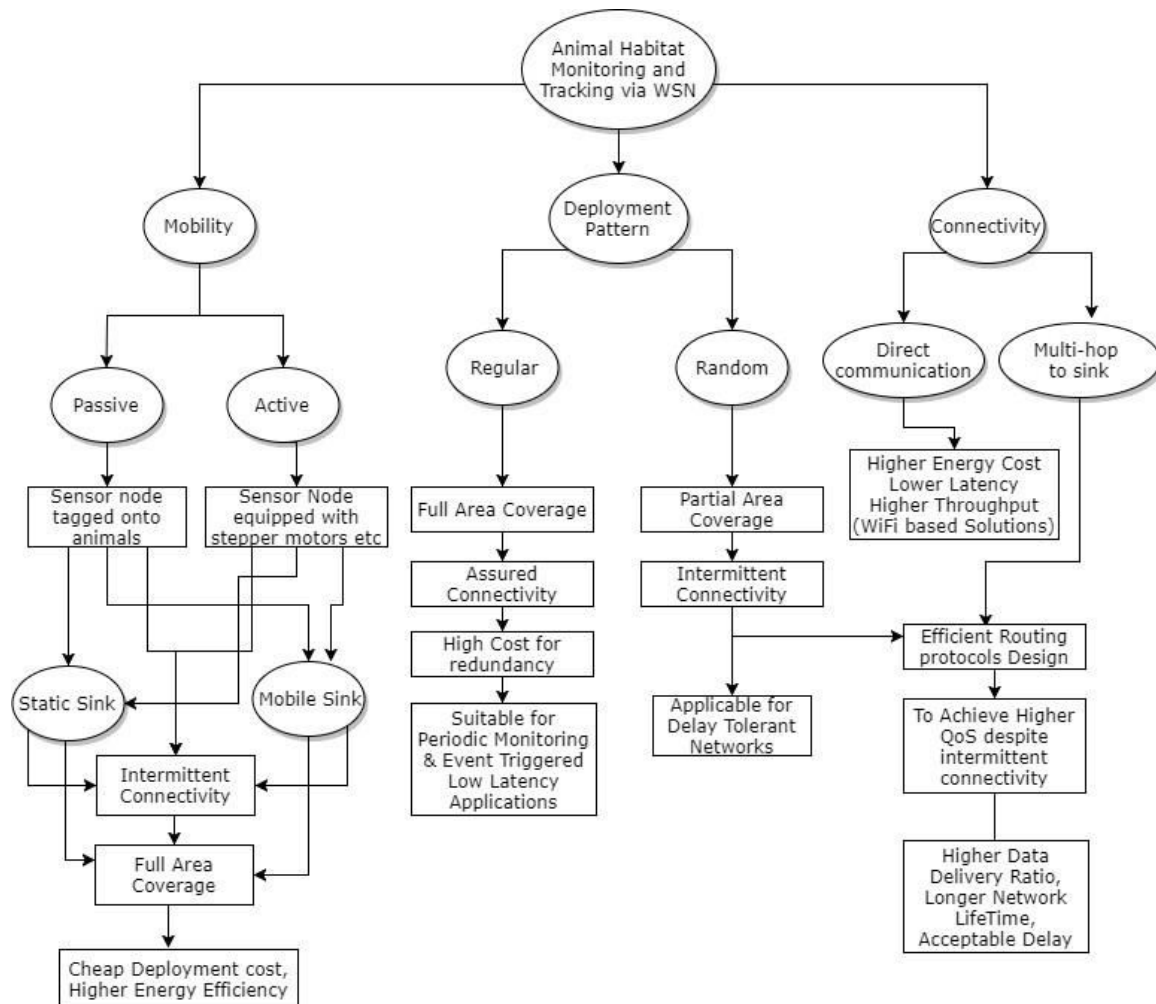 Animal Habitat
Monitoring and
Tracking via WSN
Mobility
Deployment
Pattern
Connectivity
Passive
Active
Regular
Random
Direct
communication
Multi-hop
to sink
Sensor node
tagged onto
animals
Sensor Node
equipped with
stepper motors etc
Full Area Coverage
Partial Area
Coverage
Higher Energy Cost
Lower Latency
Higher Throughput
(WiFi based Solutions)
Assured
Connectivity
Intermittent
Connectivity
High Cost for
redundancy
Efficient Routing
protocols Design
Static Sink
Mobile Sink
Suitable for
Periodic Monitoring
& Event Triggered
Low Latency
Applications
Applicable for
Delay Tolerant
Networks
To Achieve Higher
QoS despite
intermittent
connectivity
Intermittent
Connectivity
Full Area
Coverage
Higher Data
Delivery Ratio,
Longer Network
LifeTime,
Acceptable Delay
Cheap Deployment cost,
Higher Energy Efficiency